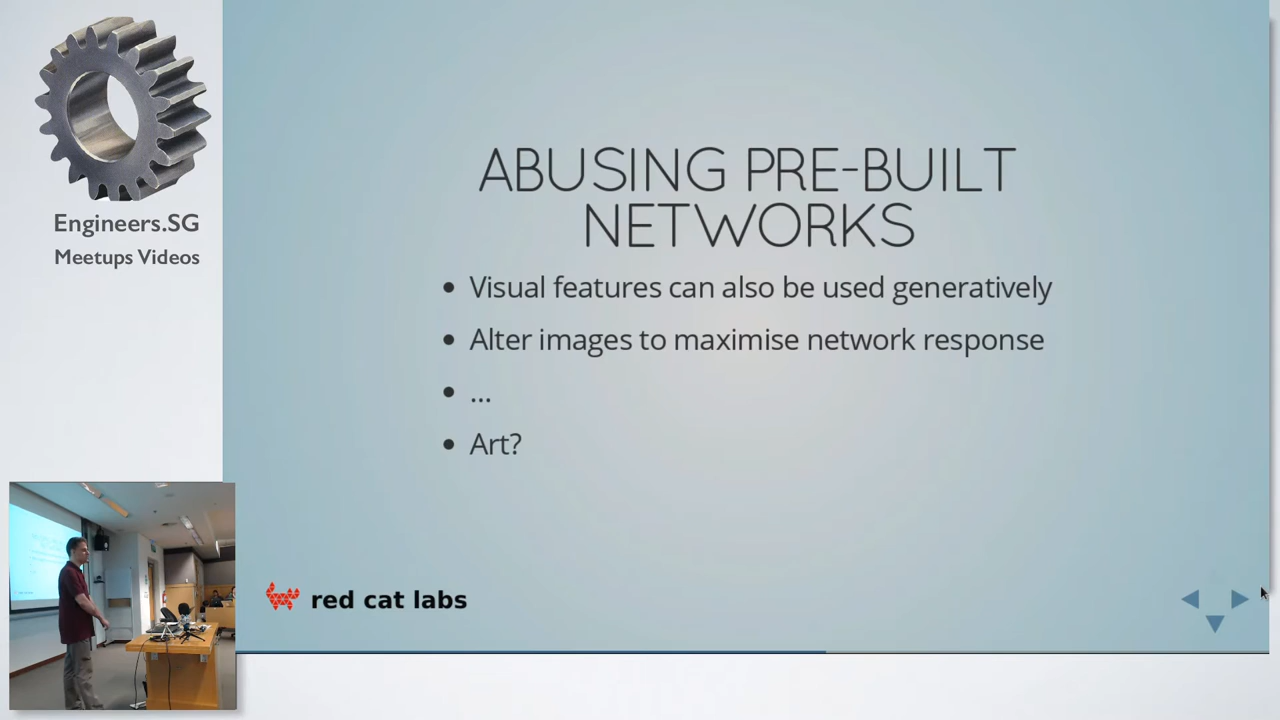 Engineers.SG
Meetups Videos
ABUSING PRE-BUILT
NETWORKS
• Visual features can also be used generatively
• Alter images to maximise network response
• ...
• Art?
red cat labs